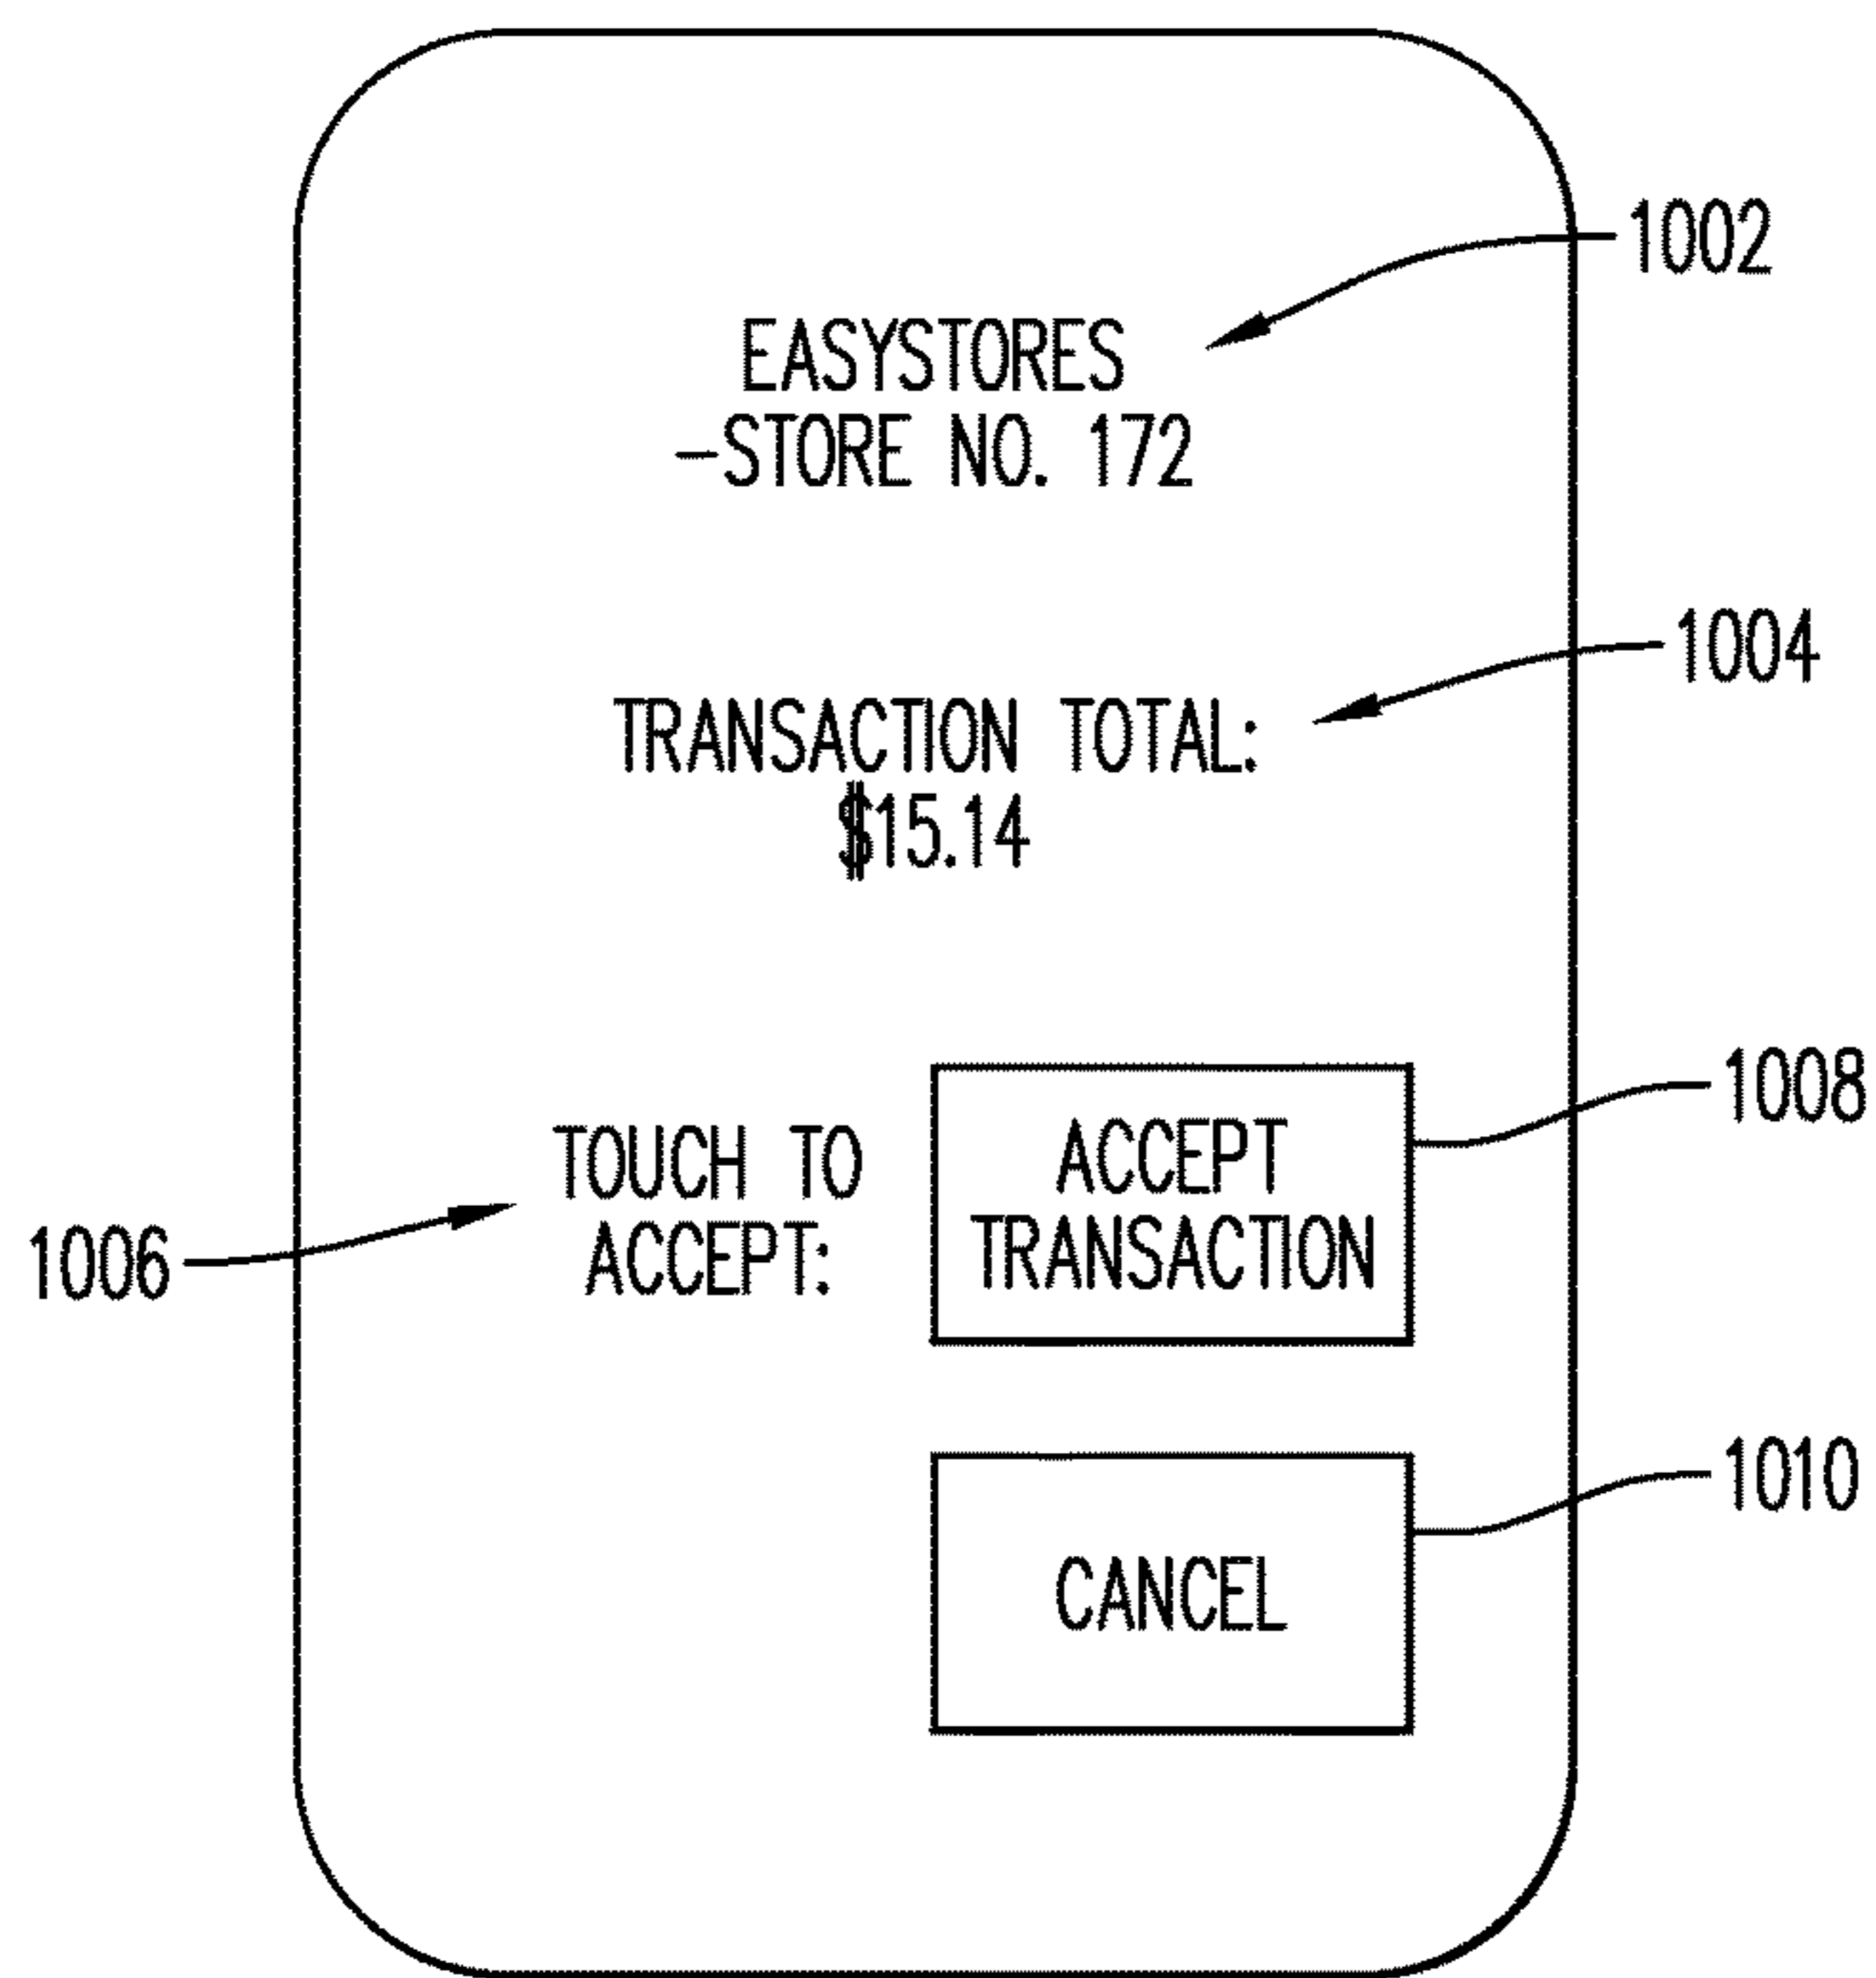 1002
EASYSTORES
-STORE NO. 172
1004
TRANSACTION TOTAL:
$15.14
1008
TOUCH TO
ACCEPT:
ACCEPT
TRANSACTION
1006
1010
CANCEL